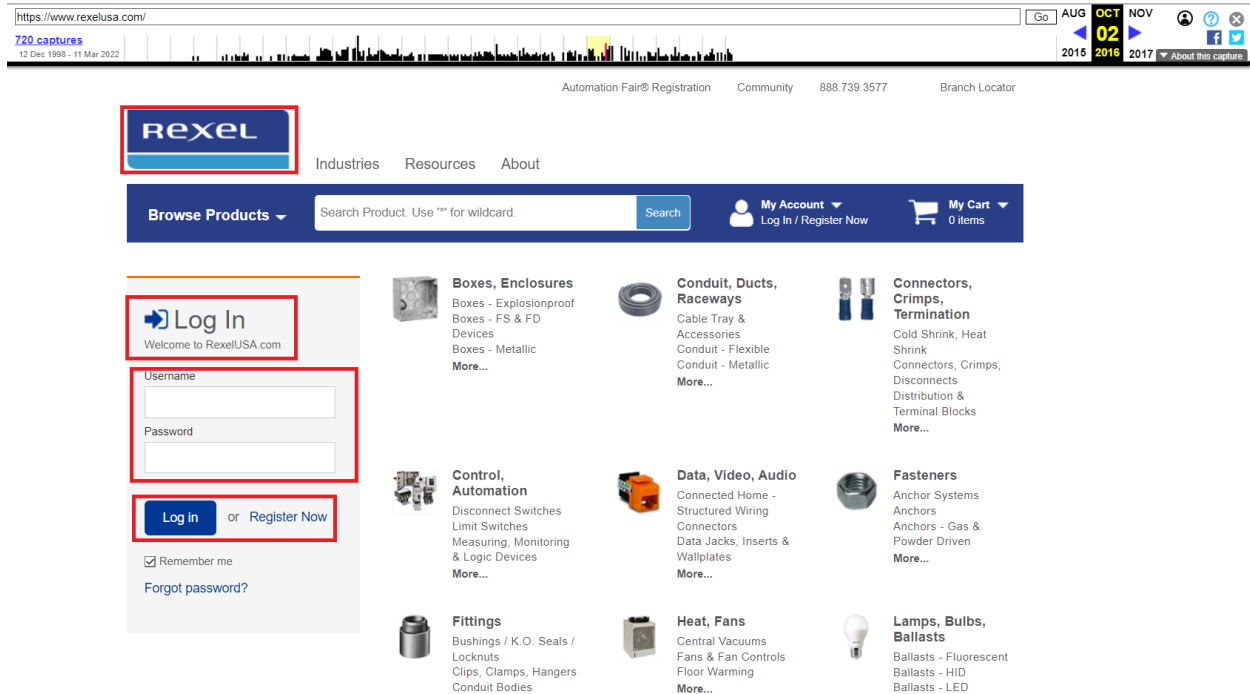 https://www.rexelusa.com/
Go
AUG OCT NOV
02
2015 2016 2017
720 captures
12 Dec 1998 - 11 Mar 2022
About this capture
Automation Fair® Registration Community 888.739.3577 Branch Locator
Rexel
Industries Resources About
Browse Products
Search Product. Use '*' for wildcard.
Search
My Account
Log In / Register Now
My Cart
0 items
Log In
Welcome to RexelUSA.com
Username
Password
Log in or Register Now
Remember me
Forgot password?
Boxes, Enclosures
Boxes - Explosionproof
Boxes - FS & FD
Devices
Boxes - Metallic
More...
Conduit, Ducts,
Raceways
Cable Tray &
Accessories
Conduit - Flexible
Conduit - Metallic
More...
Connectors,
Crimps,
Termination
Cold Shrink, Heat
Shrink
Connectors, Crimps,
Disconnects
Distribution &
Terminal Blocks
More...
Control,
Automation
Disconnect Switches
Limit Switches
Measuring, Monitoring
& Logic Devices
More...
Data, Video, Audio
Connected Home -
Structured Wiring
Connectors
Data Jacks, Inserts &
Wallplates
More...
Fasteners
Anchor Systems
Anchors
Anchors - Gas &
Powder Driven
More...
Fittings
Bushings / K.O. Seals /
Locknuts
Clips, Clamps, Hangers
Conduit Bodies
Heat, Fans
Central Vacuums
Fans & Fan Controls
Floor Warming
More...
Lamps, Bulbs,
Ballasts
Ballasts - Fluorescent
Ballasts - HID
Ballasts - LED